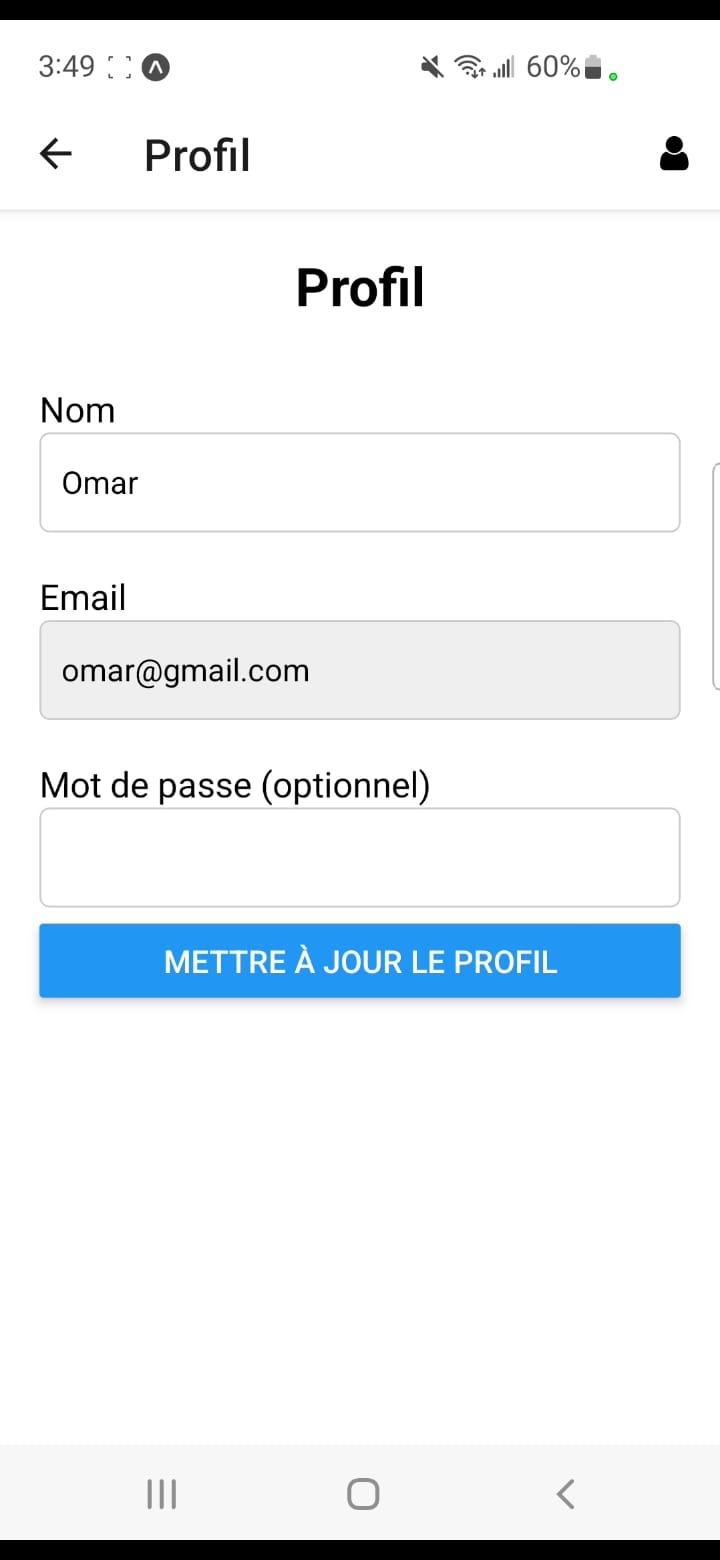 3:49 60%
Profil
Profil
Nom
Omar
Email
omar@gmail.com
Mot de passe (optionnel)
METTRE À JOUR LE PROFIL